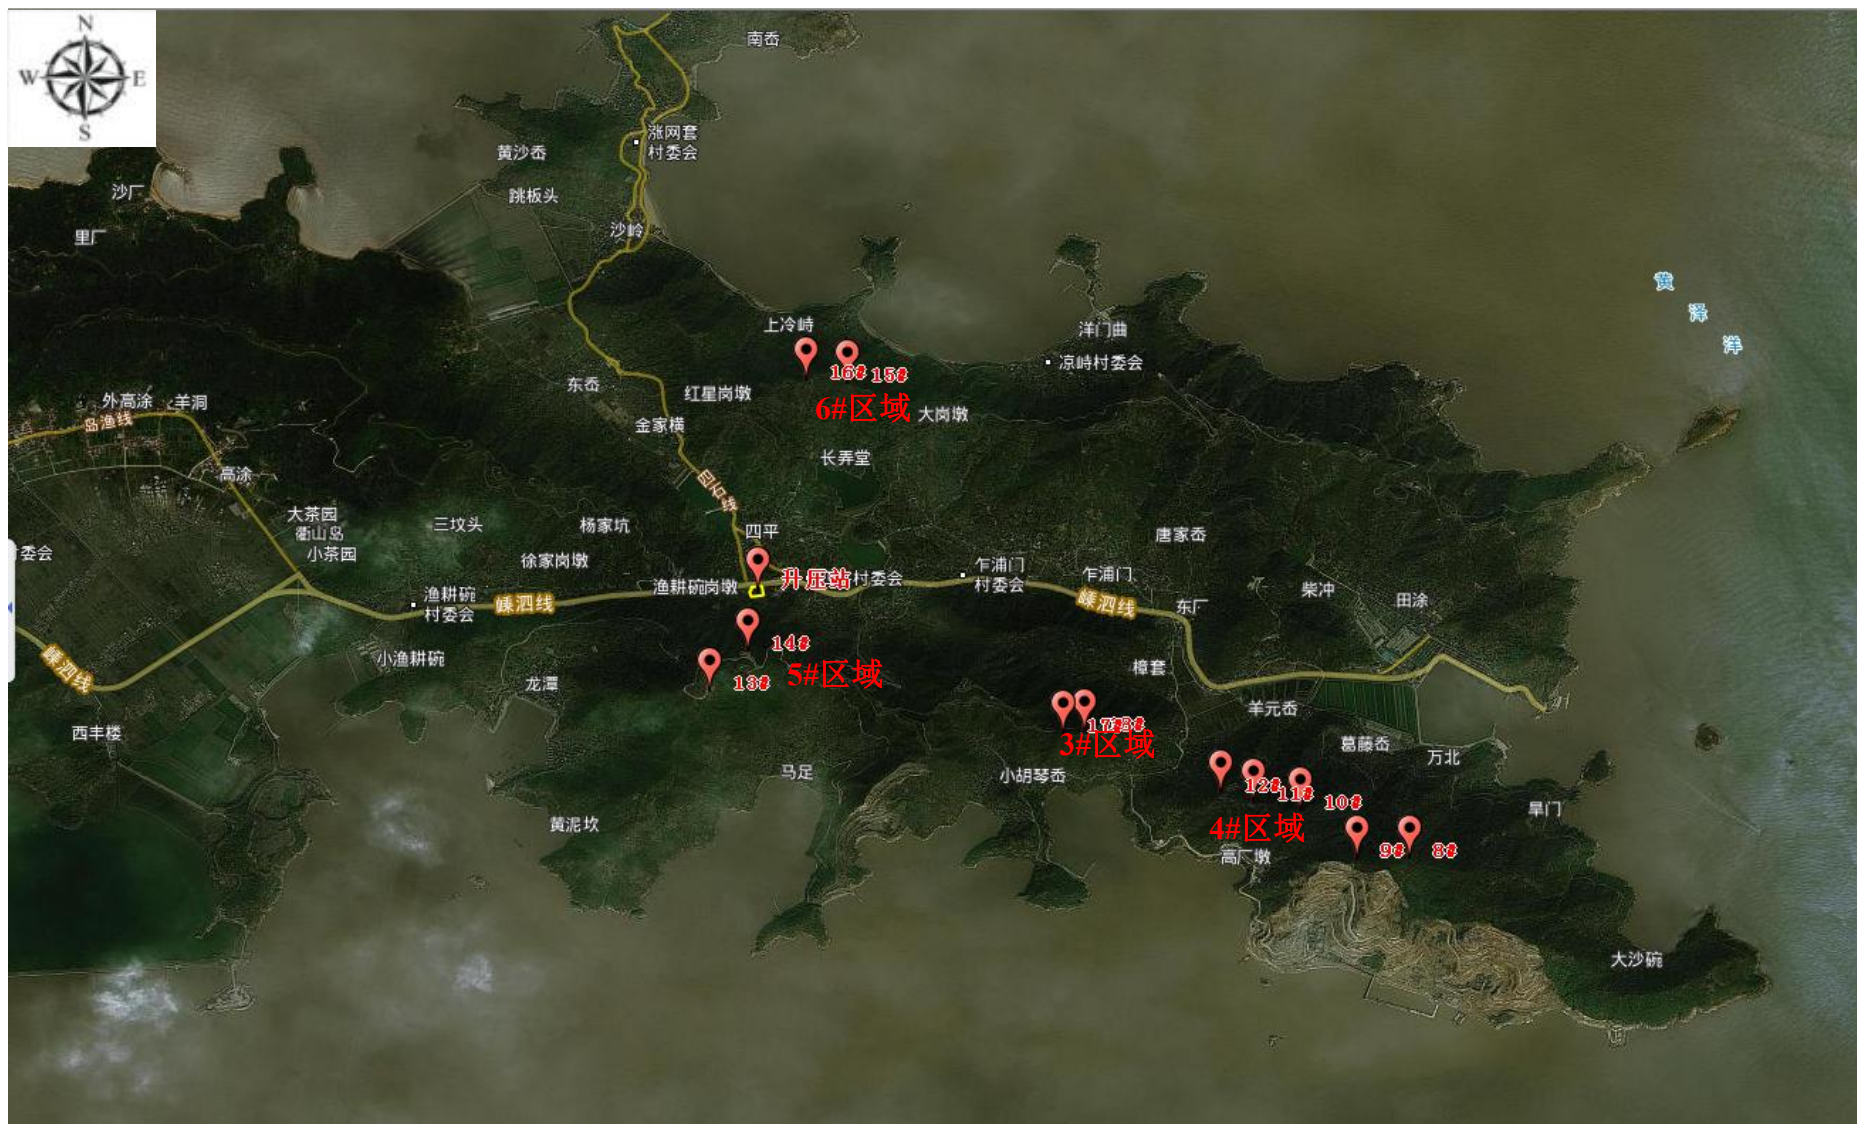 N
W
E
S
南岙
涨网套
村委会
黄沙岙
跳板头
沙厂
里厂
沙岭
黄
泽
洋
上冷峙
洋门曲
凉峙村委会
16#
15#
6#区域
东岙
红星岗墩
大岗墩
外高涂
羊洞
岛渔线
金家横
长弄堂
高涂
四石线
大茶园
衢山岛
小茶园
三坟头
杨家坑
四平
唐家岙
委会
徐家岗墩
渔耕碗
村委会
嵊泗线
渔耕碗岗墩
升压站
村委会
乍浦门
村委会
乍浦门
嵊泗线
东厂
柴冲
田涂
14#
小渔耕碗
嵊泗线
龙潭
13#
5#区域
樟套
羊元岙
西丰楼
17#
3#区域
葛藤岙
万北
马足
小胡琴岙
12#
11#
10#
旱门
黄泥坎
4#区域
高厂墩
9#
8#
大沙碗